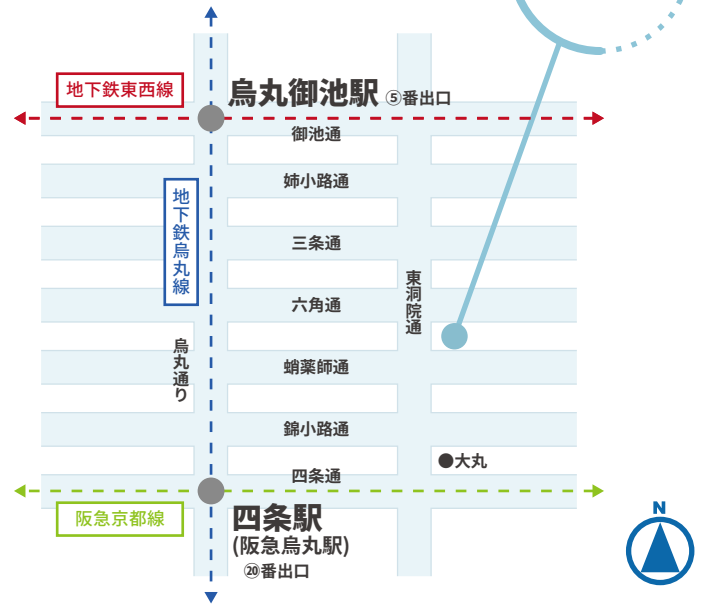 地下鉄東西線
烏丸御池駅 ⑤番出口
御池通
姉小路通
地下鉄烏丸線
三条通
東洞院通
六角通
烏丸通り
蛸薬師通
錦小路通
●大丸
四条通
阪急京都線
四条駅
(阪急烏丸駅)
⑳番出口
N